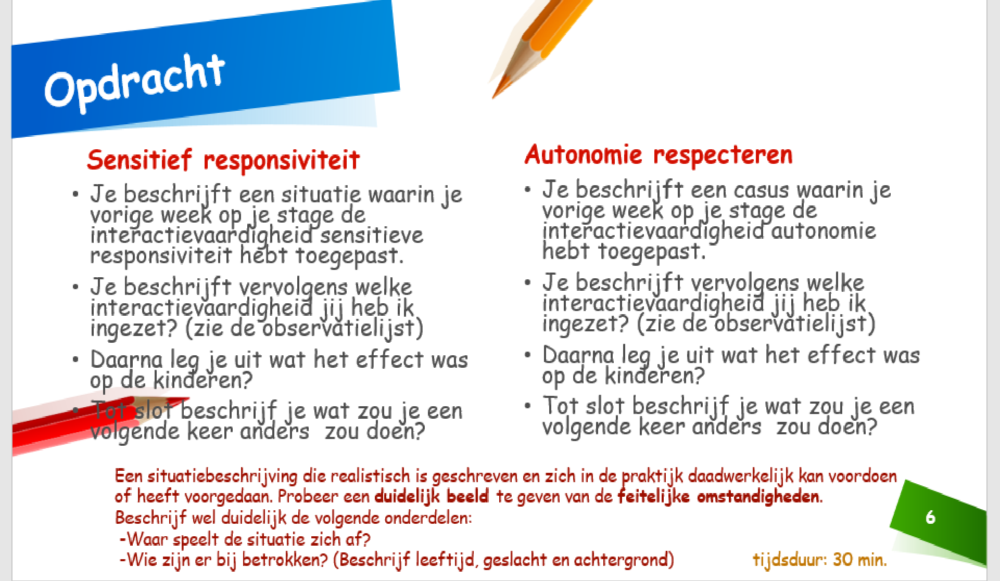 Opdracht
Sensitief responsiviteit
• Je beschrijft een situatie waarin je
vorige week op je stage de
interactievaardigheid sensitieve
responsiviteit hebt toegepast.
• Je beschrijft vervolgens welke
interactievaardigheid jij heb ik
ingezet? (zie de observatielijst)
• Daarna leg je uit wat het effect was
op de kinderen?
• Tot slot beschrijf je wat zou je een
volgende keer anders  zou doen?
Autonomie respecteren
• Je beschrijft een casus waarin je
vorige week op je stage de
interactievaardigheid autonomie
hebt toegepast.
• Je beschrijft vervolgens welke
interactievaardigheid jij heb ik
ingezet? (zie de observatielijst)
• Daarna leg je uit wat het effect was
op de kinderen?
• Tot slot beschrijf je wat zou je een
volgende keer anders  zou doen?
Een situatiebeschrijving die realistisch is geschreven en zich in de praktijk daadwerkelijk kan voordoen
of heeft voorgedaan. Probeer een duidelijk beeld te geven van de feitelijke omstandigheden.
Beschrijf wel duidelijk de volgende onderdelen:
-Waar speelt de situatie zich af?
-Wie zijn er bij betrokken? (Beschrijf leeftijd, geslacht en achtergrond)
tijdsduur: 30 min.
6